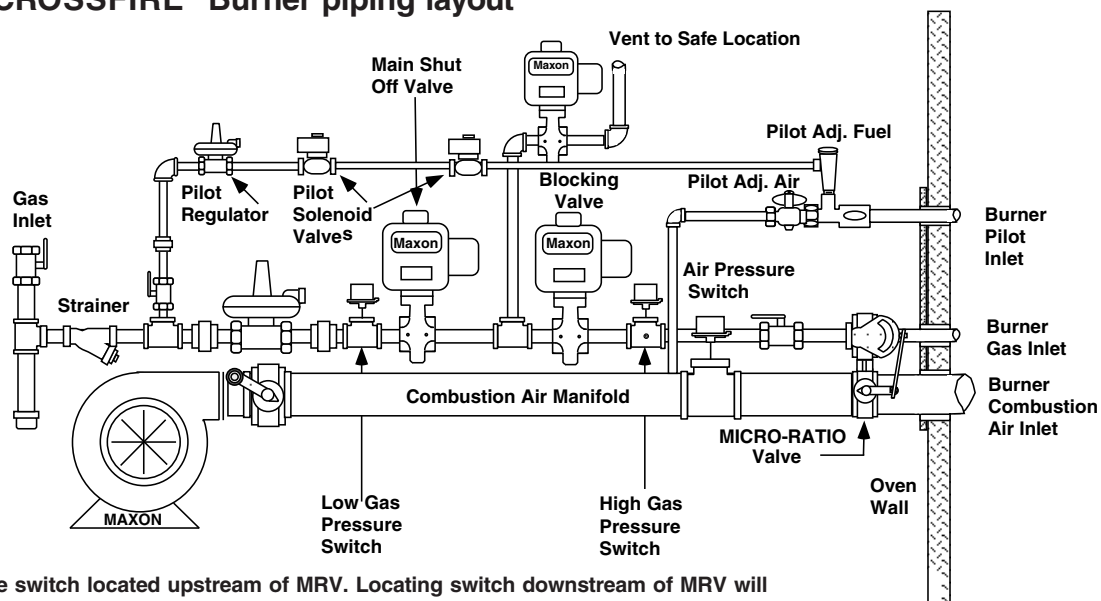 CROSSFIRE Burner piping layout
Vent to Safe Location
Main Shut
Off Valve
Maxon
Pilot Adj. Fuel
Pilot Adj. Air
Blocking
Valve
Pilot
Regulator
Pilot
Solenoid
Valves
Gas
Inlet
Burner
Pilot
Inlet
Maxon
Maxon
Air Pressure
Switch
Strainer
Burner
Gas Inlet
Combustion Air Manifold
Burner
Combustion
Air Inlet
MICRO-RATIO
Valve
Oven
Wall
Low Gas
Pressure
Switch
High Gas
Pressure
Switch
MAXON
switch located upstream of MRV. Locating switch downstream of MRV will